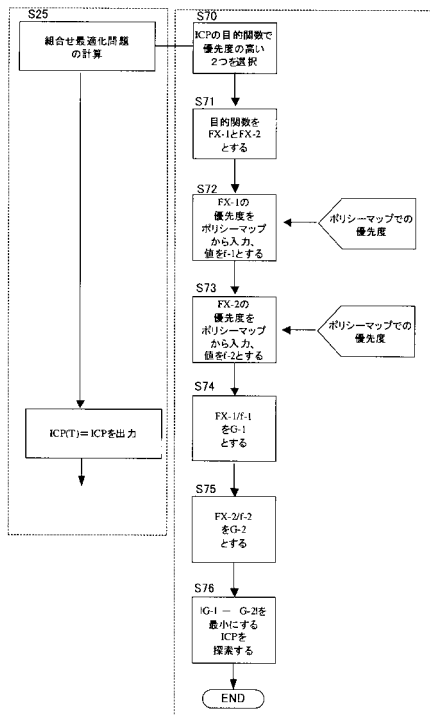 S25
組合せ最適化問題
の計算
ICP(T)＝ICPを出力
S70
ICPの目的関数で
優先度の高い
2つを選択
S71
目的関数を
FX-1とFX-2
とする
S72
FX-1の
優先度を
ポリシーマップ
から入力、
値をf-1とする
ポリシーマップでの
優先度
S73
FX-2の
優先度を
ポリシーマップ
から入力、
値をf-2とする
ポリシーマップでの
優先度
S74
FX-1/f-1
をG-1
とする
S75
FX-2/f-2
をG-2
とする
S76
|G-1 － G-2|を
最小にする
ICPを
探索する
END